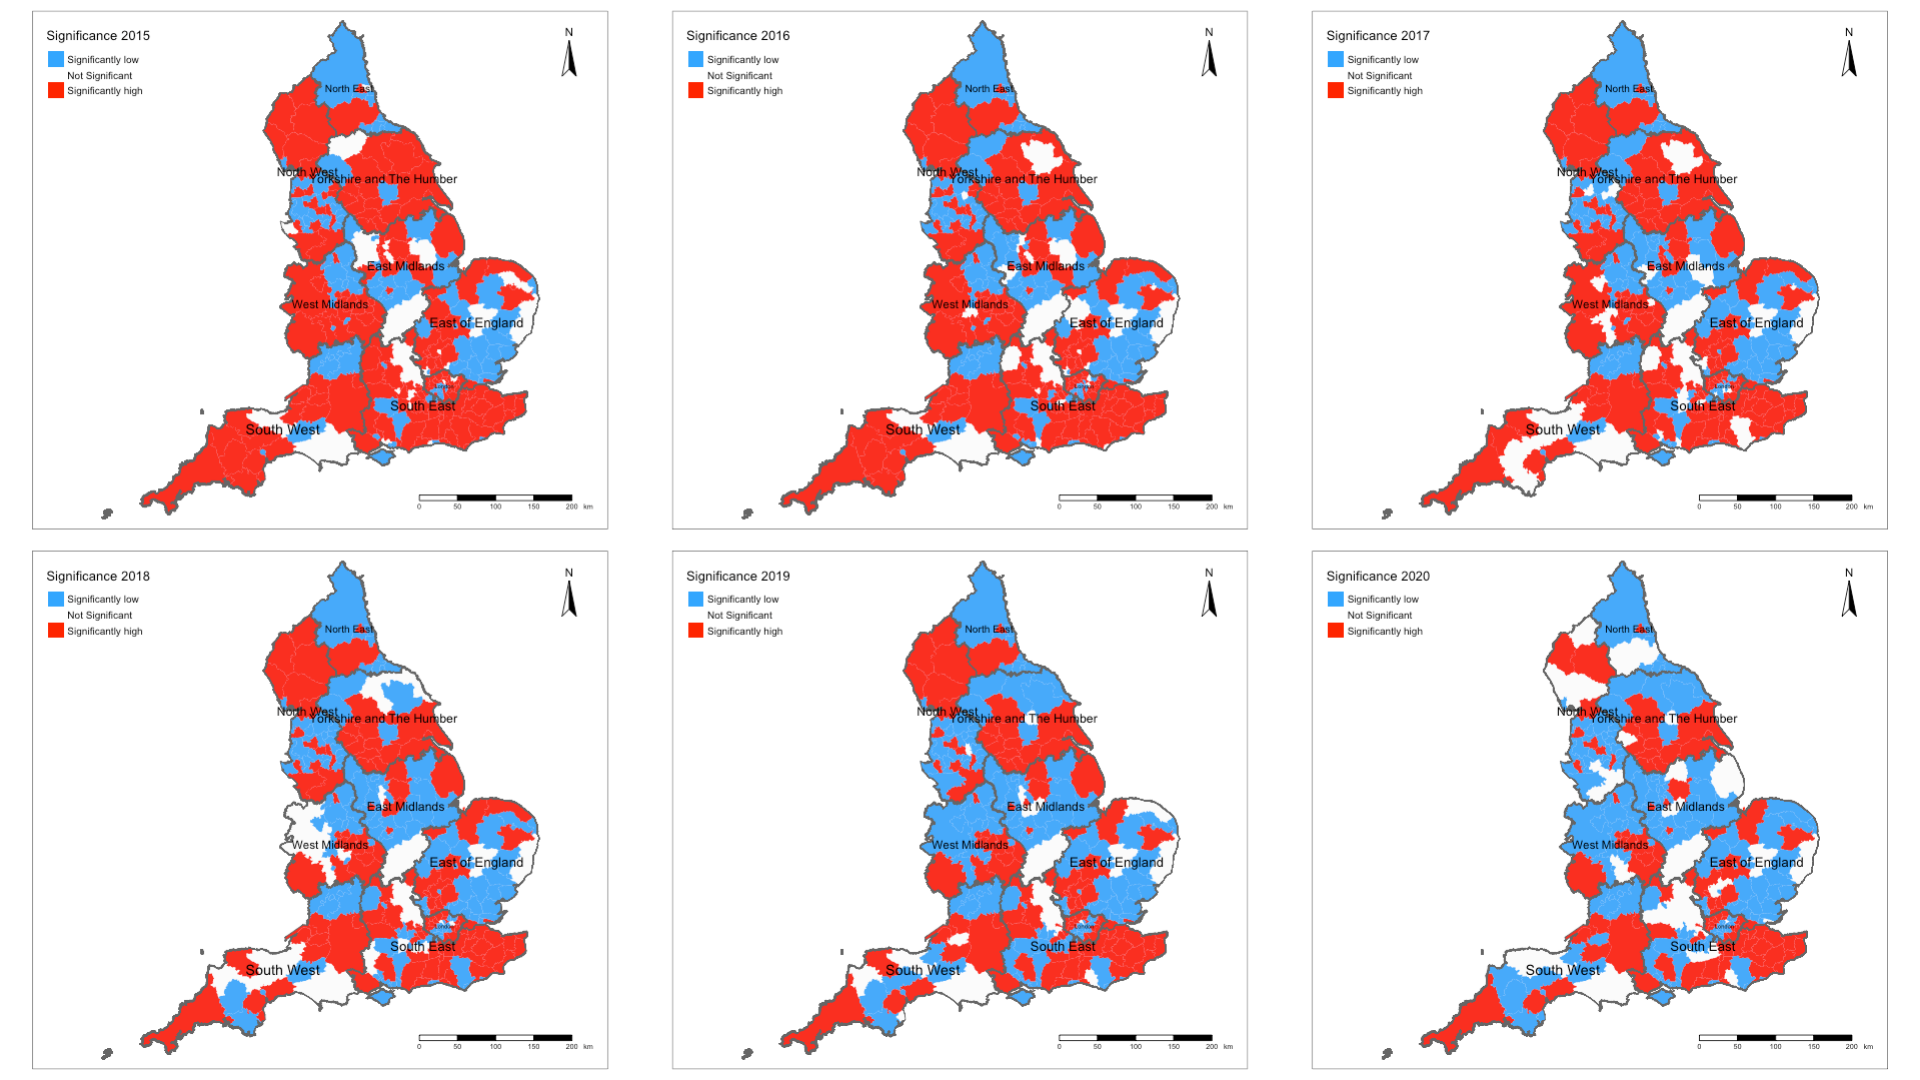 Significance 2015
Significantly low
Not Significant
Significantly high
N
North East
North West
Yorkshire and The Humber
East Midlands
West Midlands
East of England
London
South East
South West
0 50 100 150 200 km
Significance 2016
Significantly low
Not Significant
Significantly high
N
North East
North West
Yorkshire and The Humber
East Midlands
West Midlands
East of England
London
South East
South West
0 50 100 150 200 km
Significance 2017
Significantly low
Not Significant
Significantly high
N
North East
North West
Yorkshire and The Humber
East Midlands
West Midlands
East of England
London
South East
South West
0 50 100 150 200 km
Significance 2018
Significantly low
Not Significant
Significantly high
N
North East
North West
Yorkshire and The Humber
East Midlands
West Midlands
East of England
London
South East
South West
0 50 100 150 200 km
Significance 2019
Significantly low
Not Significant
Significantly high
N
North East
North West
Yorkshire and The Humber
East Midlands
West Midlands
East of England
London
South East
South West
0 50 100 150 200 km
Significance 2020
Significantly low
Not Significant
Significantly high
N
North East
North West
Yorkshire and The Humber
East Midlands
West Midlands
East of England
London
South East
South West
0 50 100 150 200 km